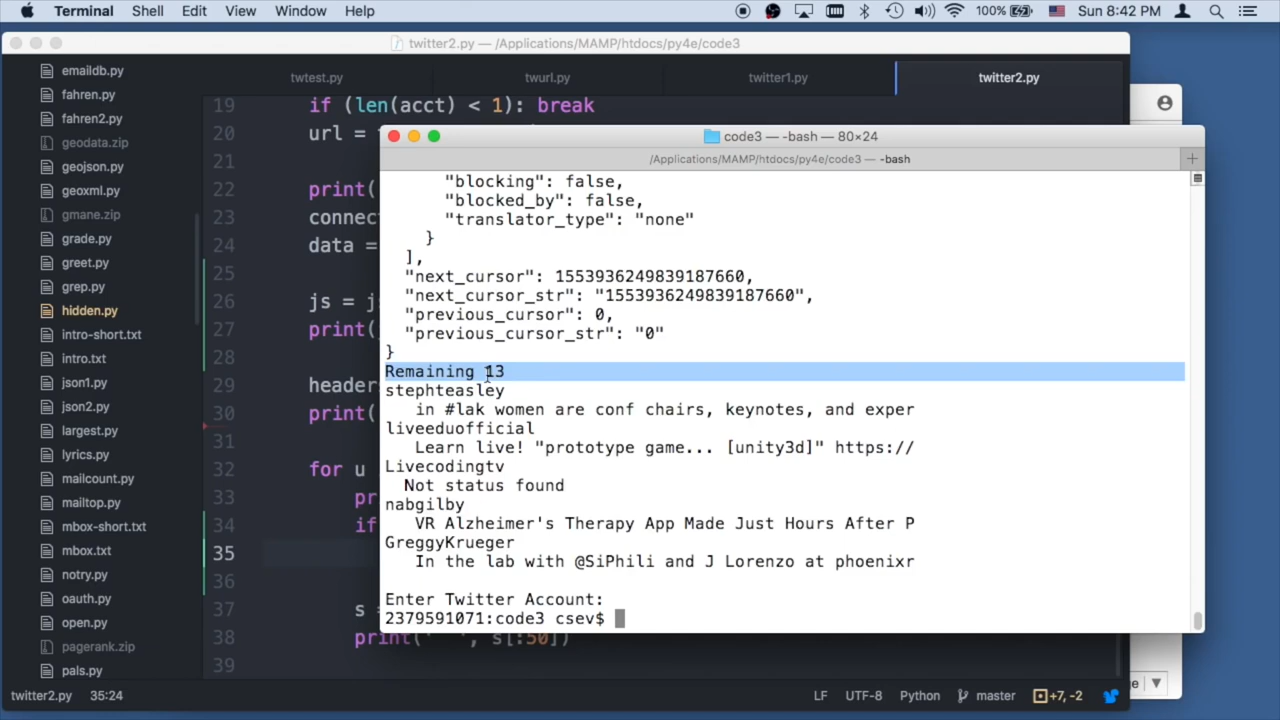 Terminal Shell Edit View Window Help 100% Sun 8:42 PM
twitter2.py — /Applications/MAMP/htdocs/py4e/code3
emaildb.py
fahren.py
fahren2.py
geodata.zip
geojson.py
geoxml.py
gmane.zip
grade.py
greet.py
grep.py
hidden.py
intro-short.txt
intro.txt
json1.py
json2.py
largest.py
lyrics.py
mailcount.py
mailtop.py
mbox-short.txt
mbox.txt
notry.py
oauth.py
open.py
pagerank.zip
pals.py
twtest.py twurl.py twitter1.py twitter2.py
19 if (len(acct) < 1): break
20 url =
21
22 print(
23 connect
24 data =
25
26 js = js
27 print(
28
29 header
30 print(
31
32 for u
33 pr
34 if
35
36
37 s =
38 print(' ', s[:50])
39
code3 — -bash — 80×24
/Applications/MAMP/htdocs/py4e/code3 — -bash
"blocking": false,
"blocked_by": false,
"translator_type": "none"
}
],
"next_cursor": 1553936249839187660,
"next_cursor_str": "1553936249839187660",
"previous_cursor": 0,
"previous_cursor_str": "0"
}
Remaining 13
stephteasley
in #lak women are conf chairs, keynotes, and exper
liveeduofficial
Learn live! "prototype game... [unity3d]" https://
Livecodingtv
Not status found
nabgilby
VR Alzheimer's Therapy App Made Just Hours After P
GreggyKrueger
In the lab with @SiPhili and J Lorenzo at phoenixr
Enter Twitter Account:
2379591071:code3 csev$
twitter2.py 35:24 LF UTF-8 Python master +7, -2